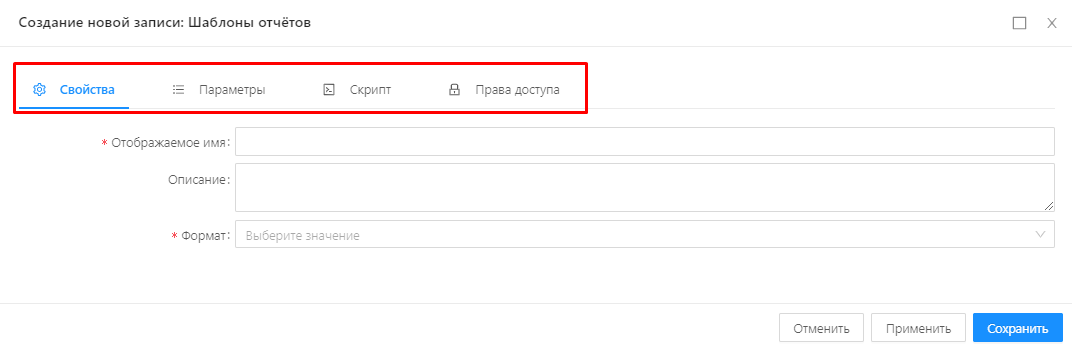 Создание новой записи: Шаблоны отчётов
Свойства Параметры Скрипт Права доступа
* Отображаемое имя:
Описание:
* Формат: Выберите значение
Отменить Применить Сохранить